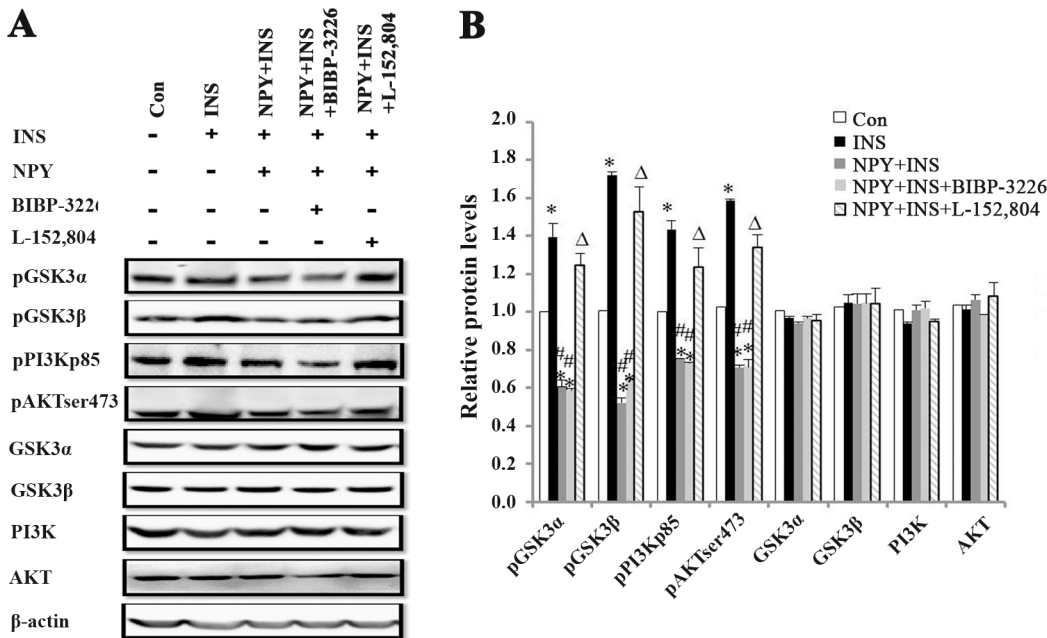 A
Con
INS
NPY+INS
NPY+INS
+BIBP-3226
NPY+INS
+L-152,804
INS - + + + +
NPY - - + + +
BIBP-3226 - - - + -
L-152,804 - - - - +
pGSK3α
pGSK3β
pPI3Kp85
pAKTser473
GSK3α
GSK3β
PI3K
AKT
β-actin
B
Relative protein levels
2.0
1.8
1.6
1.4
1.2
1.0
0.8
0.6
0.4
0.2
0.0
Con
INS
NPY+INS
NPY+INS+BIBP-3226
NPY+INS+L-152,804
* # * # * Δ
* # * # * Δ
* # * # * Δ
* # * # * Δ
pGSK3α
pGSK3β
pPI3Kp85
pAKTser473
GSK3α
GSK3β
PI3K
AKT